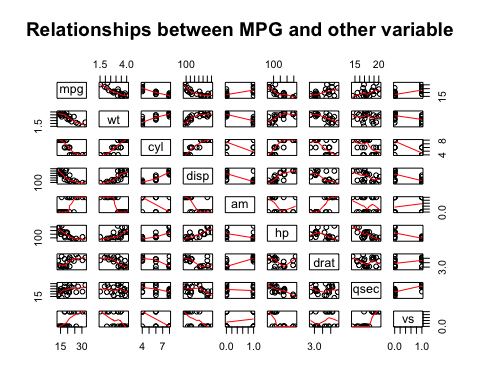 Relationships between MPG and other variable
1.5 4.0 100 100 15 20
mpg 15
1.5 wt
cyl 4 8
100 disp
am 0.0
100 hp
drat 3.0
15 qsec
vs 0.0
15 30 4 7 0.0 1.0 3.0 0.0 1.0